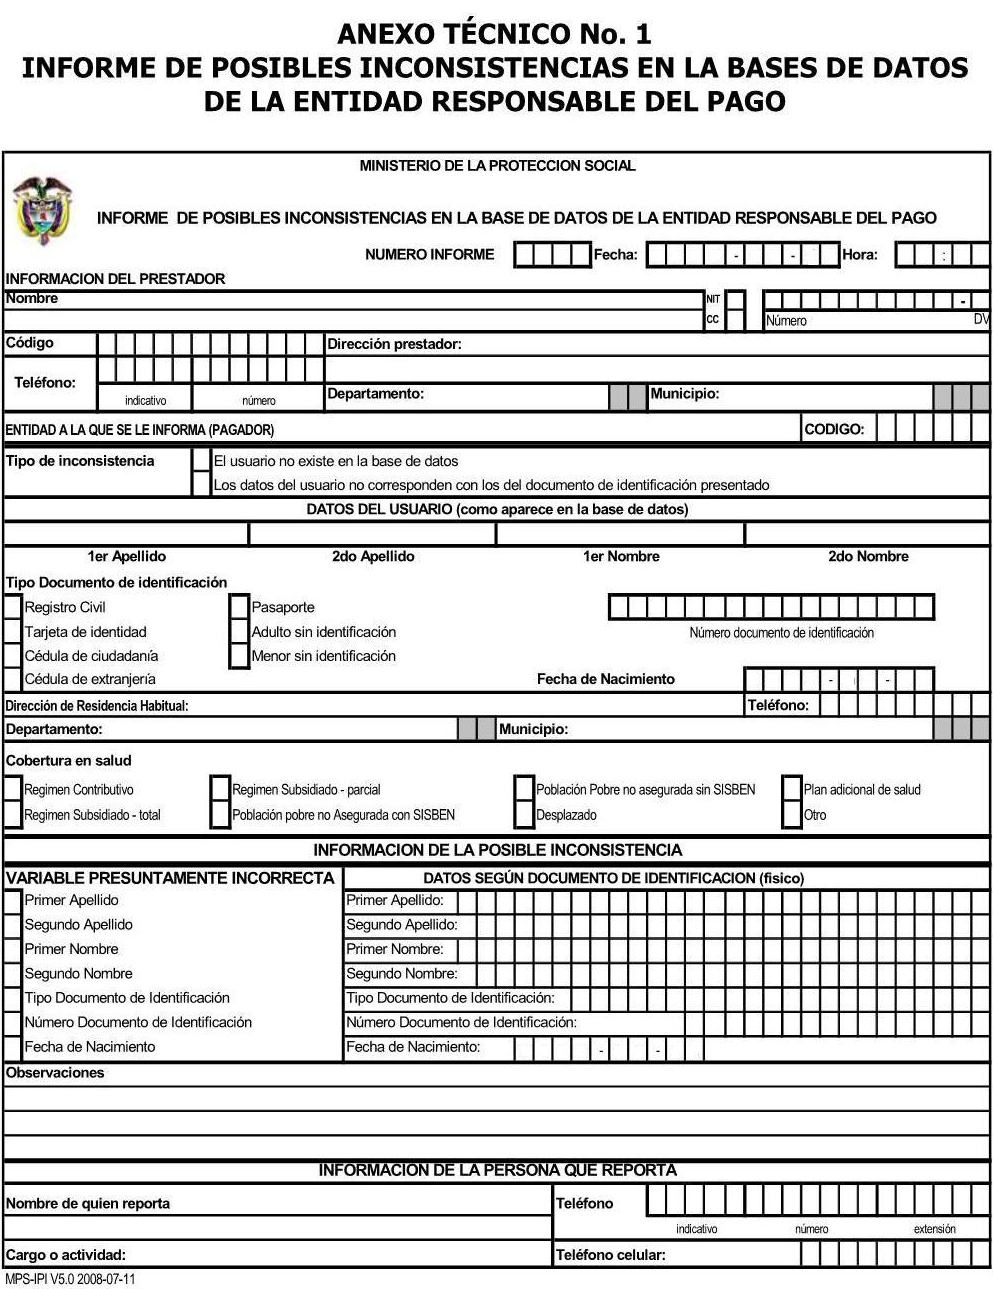 ANEXO TÉCNICO No. 1
INFORME DE POSIBLES INCONSISTENCIAS EN LA BASES DE DATOS
DE LA ENTIDAD RESPONSABLE DEL PAGO
MINISTERIO DE LA PROTECCION SOCIAL
INFORME DE POSIBLES INCONSISTENCIAS EN LA BASE DE DATOS DE LA ENTIDAD RESPONSABLE DEL PAGO
NUMERO INFORME Fecha: - - Hora: :
INFORMACION DEL PRESTADOR
Nombre NIT -
CC Número DV
Código Dirección prestador:
Teléfono:
indicativo número Departamento: Municipio:
ENTIDAD A LA QUE SE LE INFORMA (PAGADOR) CODIGO:
Tipo de inconsistencia El usuario no existe en la base de datos
Los datos del usuario no corresponden con los del documento de identificación presentado
DATOS DEL USUARIO (como aparece en la base de datos)
1er Apellido 2do Apellido 1er Nombre 2do Nombre
Tipo Documento de identificación
Registro Civil Pasaporte
Tarjeta de identidad Adulto sin identificación Número documento de identificación
Cédula de ciudadanía Menor sin identificación
Cédula de extranjería Fecha de Nacimiento - -
Dirección de Residencia Habitual: Teléfono:
Departamento: Municipio:
Cobertura en salud
Regimen Contributivo Regimen Subsidiado - parcial Población Pobre no asegurada sin SISBEN Plan adicional de salud
Regimen Subsidiado - total Población pobre no Asegurada con SISBEN Desplazado Otro
INFORMACION DE LA POSIBLE INCONSISTENCIA
VARIABLE PRESUNTAMENTE INCORRECTA DATOS SEGÚN DOCUMENTO DE IDENTIFICACION (fisico)
Primer Apellido Primer Apellido:
Segundo Apellido Segundo Apellido:
Primer Nombre Primer Nombre:
Segundo Nombre Segundo Nombre:
Tipo Documento de Identificación Tipo Documento de Identificación:
Número Documento de Identificación Número Documento de Identificación:
Fecha de Nacimiento Fecha de Nacimiento: - -
Observaciones
INFORMACION DE LA PERSONA QUE REPORTA
Nombre de quien reporta Teléfono
indicativo número extensión
Cargo o actividad: Teléfono celular:
MPS-IPI V5.0 2008-07-11